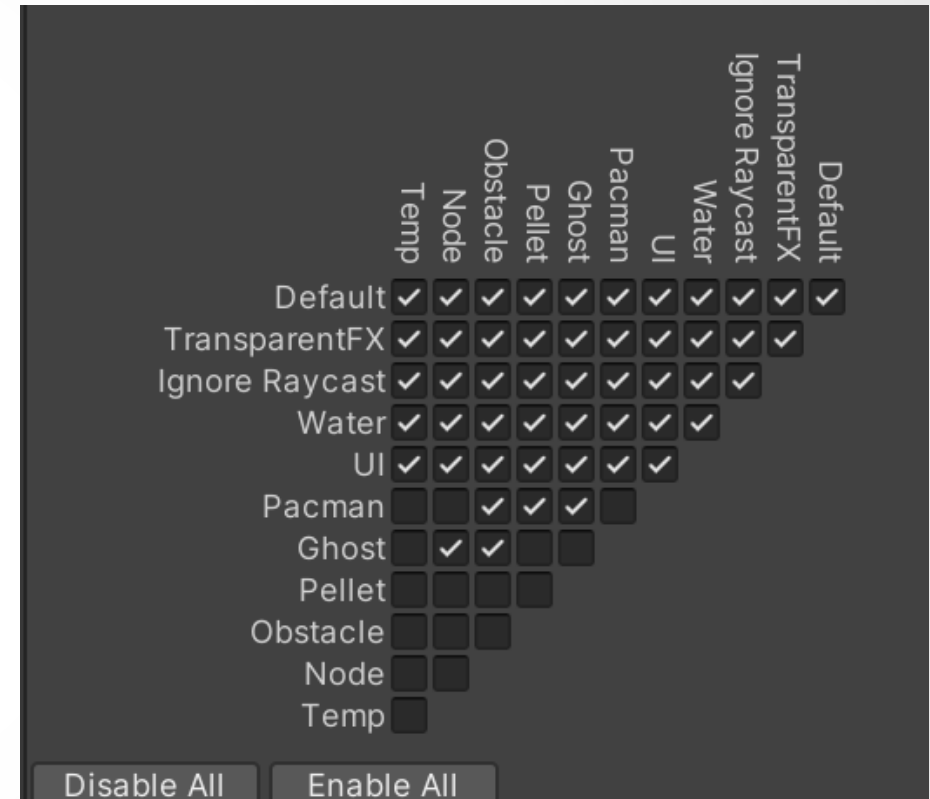 Temp
Node
Obstacle
Pellet
Ghost
Pacman
UI
Water
Ignore Raycast
TransparentFX
Default
Default
TransparentFX
Ignore Raycast
Water
UI
Pacman
Ghost
Pellet
Obstacle
Node
Temp
Disable All Enable All